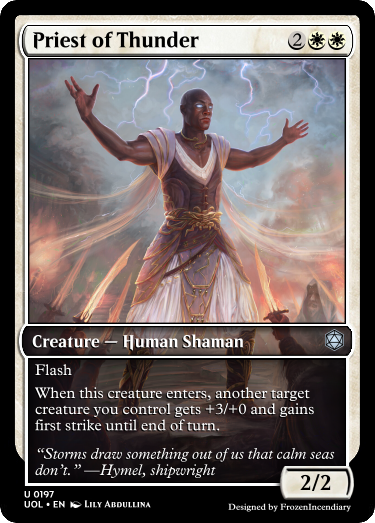 Priest of Thunder 2
Creature — Human Shaman
Flash
When this creature enters, another target
creature you control gets +3/+0 and gains
first strike until end of turn.
“Storms draw something out of us that calm seas
don’t.” —Hymel, shipwright
2/2
U 0197
UOL • EN Lily Abdullina
Designed by FrozenIncendiary